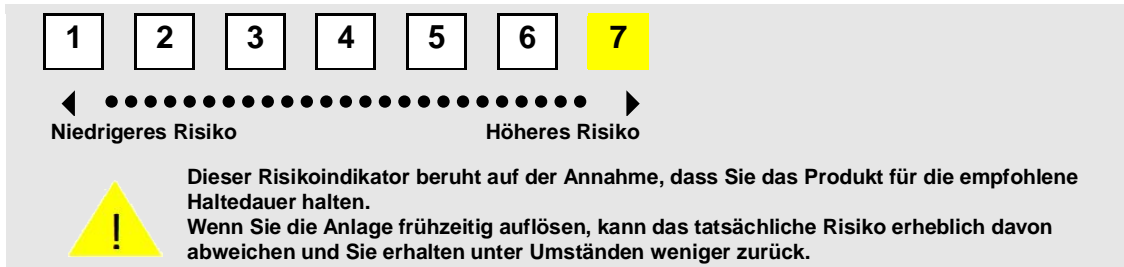 1 2 3 4 5 6 7
Niedrigeres Risiko Höheres Risiko
Dieser Risikoindikator beruht auf der Annahme, dass Sie das Produkt für die empfohlene
Haltedauer halten.
Wenn Sie die Anlage frühzeitig auflösen, kann das tatsächliche Risiko erheblich davon
abweichen und Sie erhalten unter Umständen weniger zurück.
!